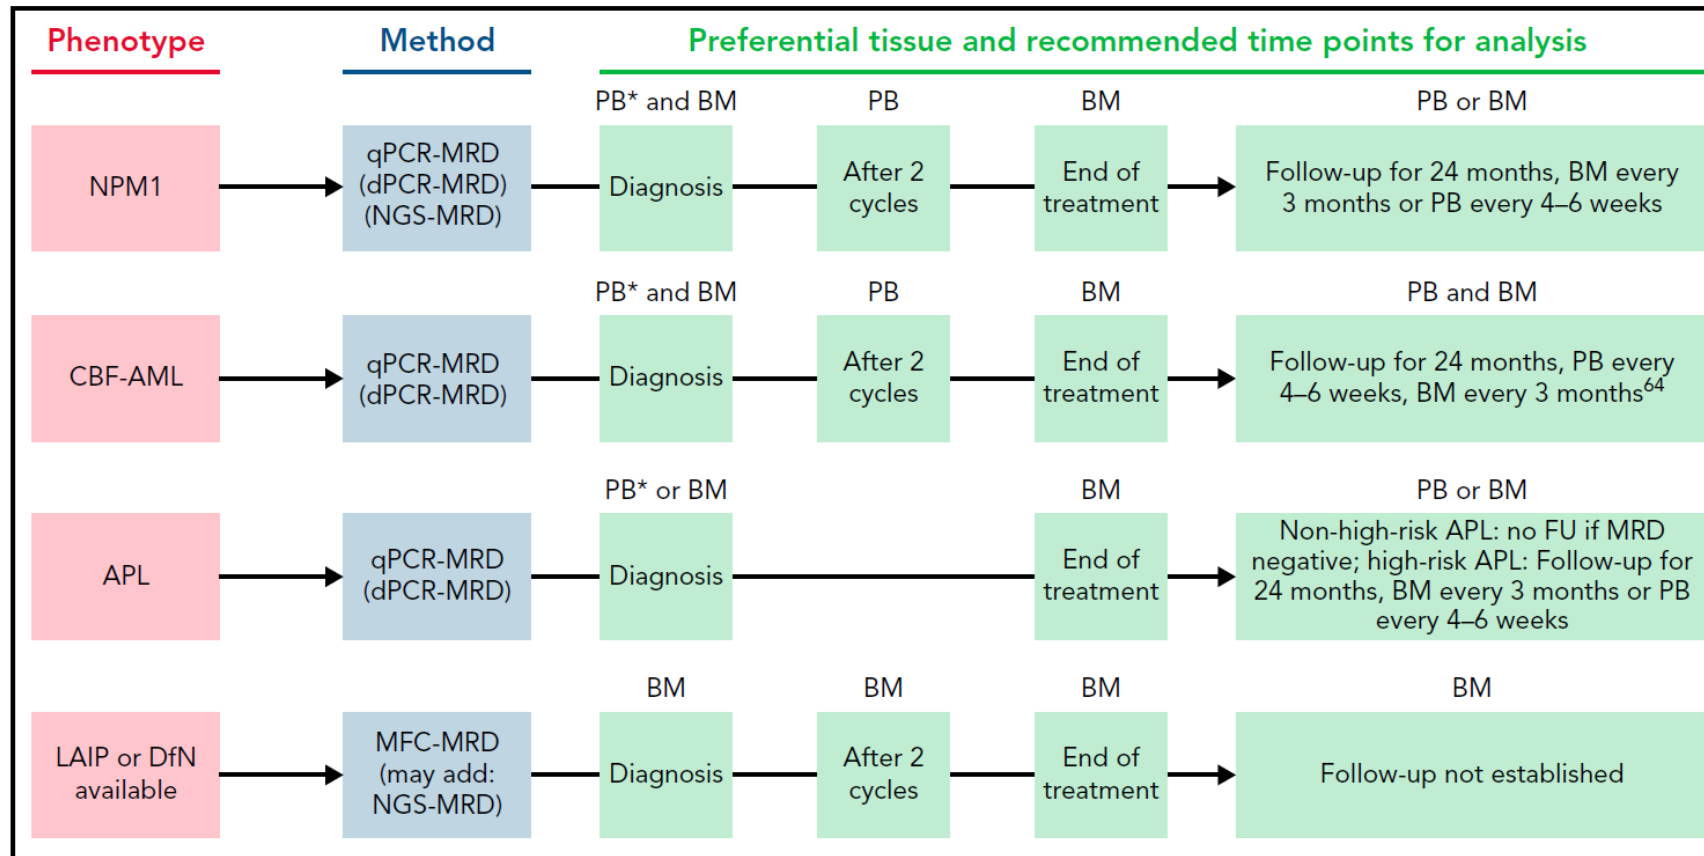 Phenotype
Method
Preferential tissue and recommended time points for analysis
PB* and BM
PB
BM
PB or BM
NPM1
qPCR-MRD
(dPCR-MRD)
(NGS-MRD)
Diagnosis
After 2
cycles
End of
treatment
Follow-up for 24 months, BM every
3 months or PB every 4–6 weeks
PB* and BM
PB
BM
PB and BM
CBF-AML
qPCR-MRD
(dPCR-MRD)
Diagnosis
After 2
cycles
End of
treatment
Follow-up for 24 months, PB every
4–6 weeks, BM every 3 months64
PB* or BM
BM
PB or BM
APL
qPCR-MRD
(dPCR-MRD)
Diagnosis
End of
treatment
Non-high-risk APL: no FU if MRD
negative; high-risk APL: Follow-up for
24 months, BM every 3 months or PB
every 4–6 weeks
BM
BM
BM
BM
LAIP or DfN
available
MFC-MRD
(may add:
NGS-MRD)
Diagnosis
After 2
cycles
End of
treatment
Follow-up not established